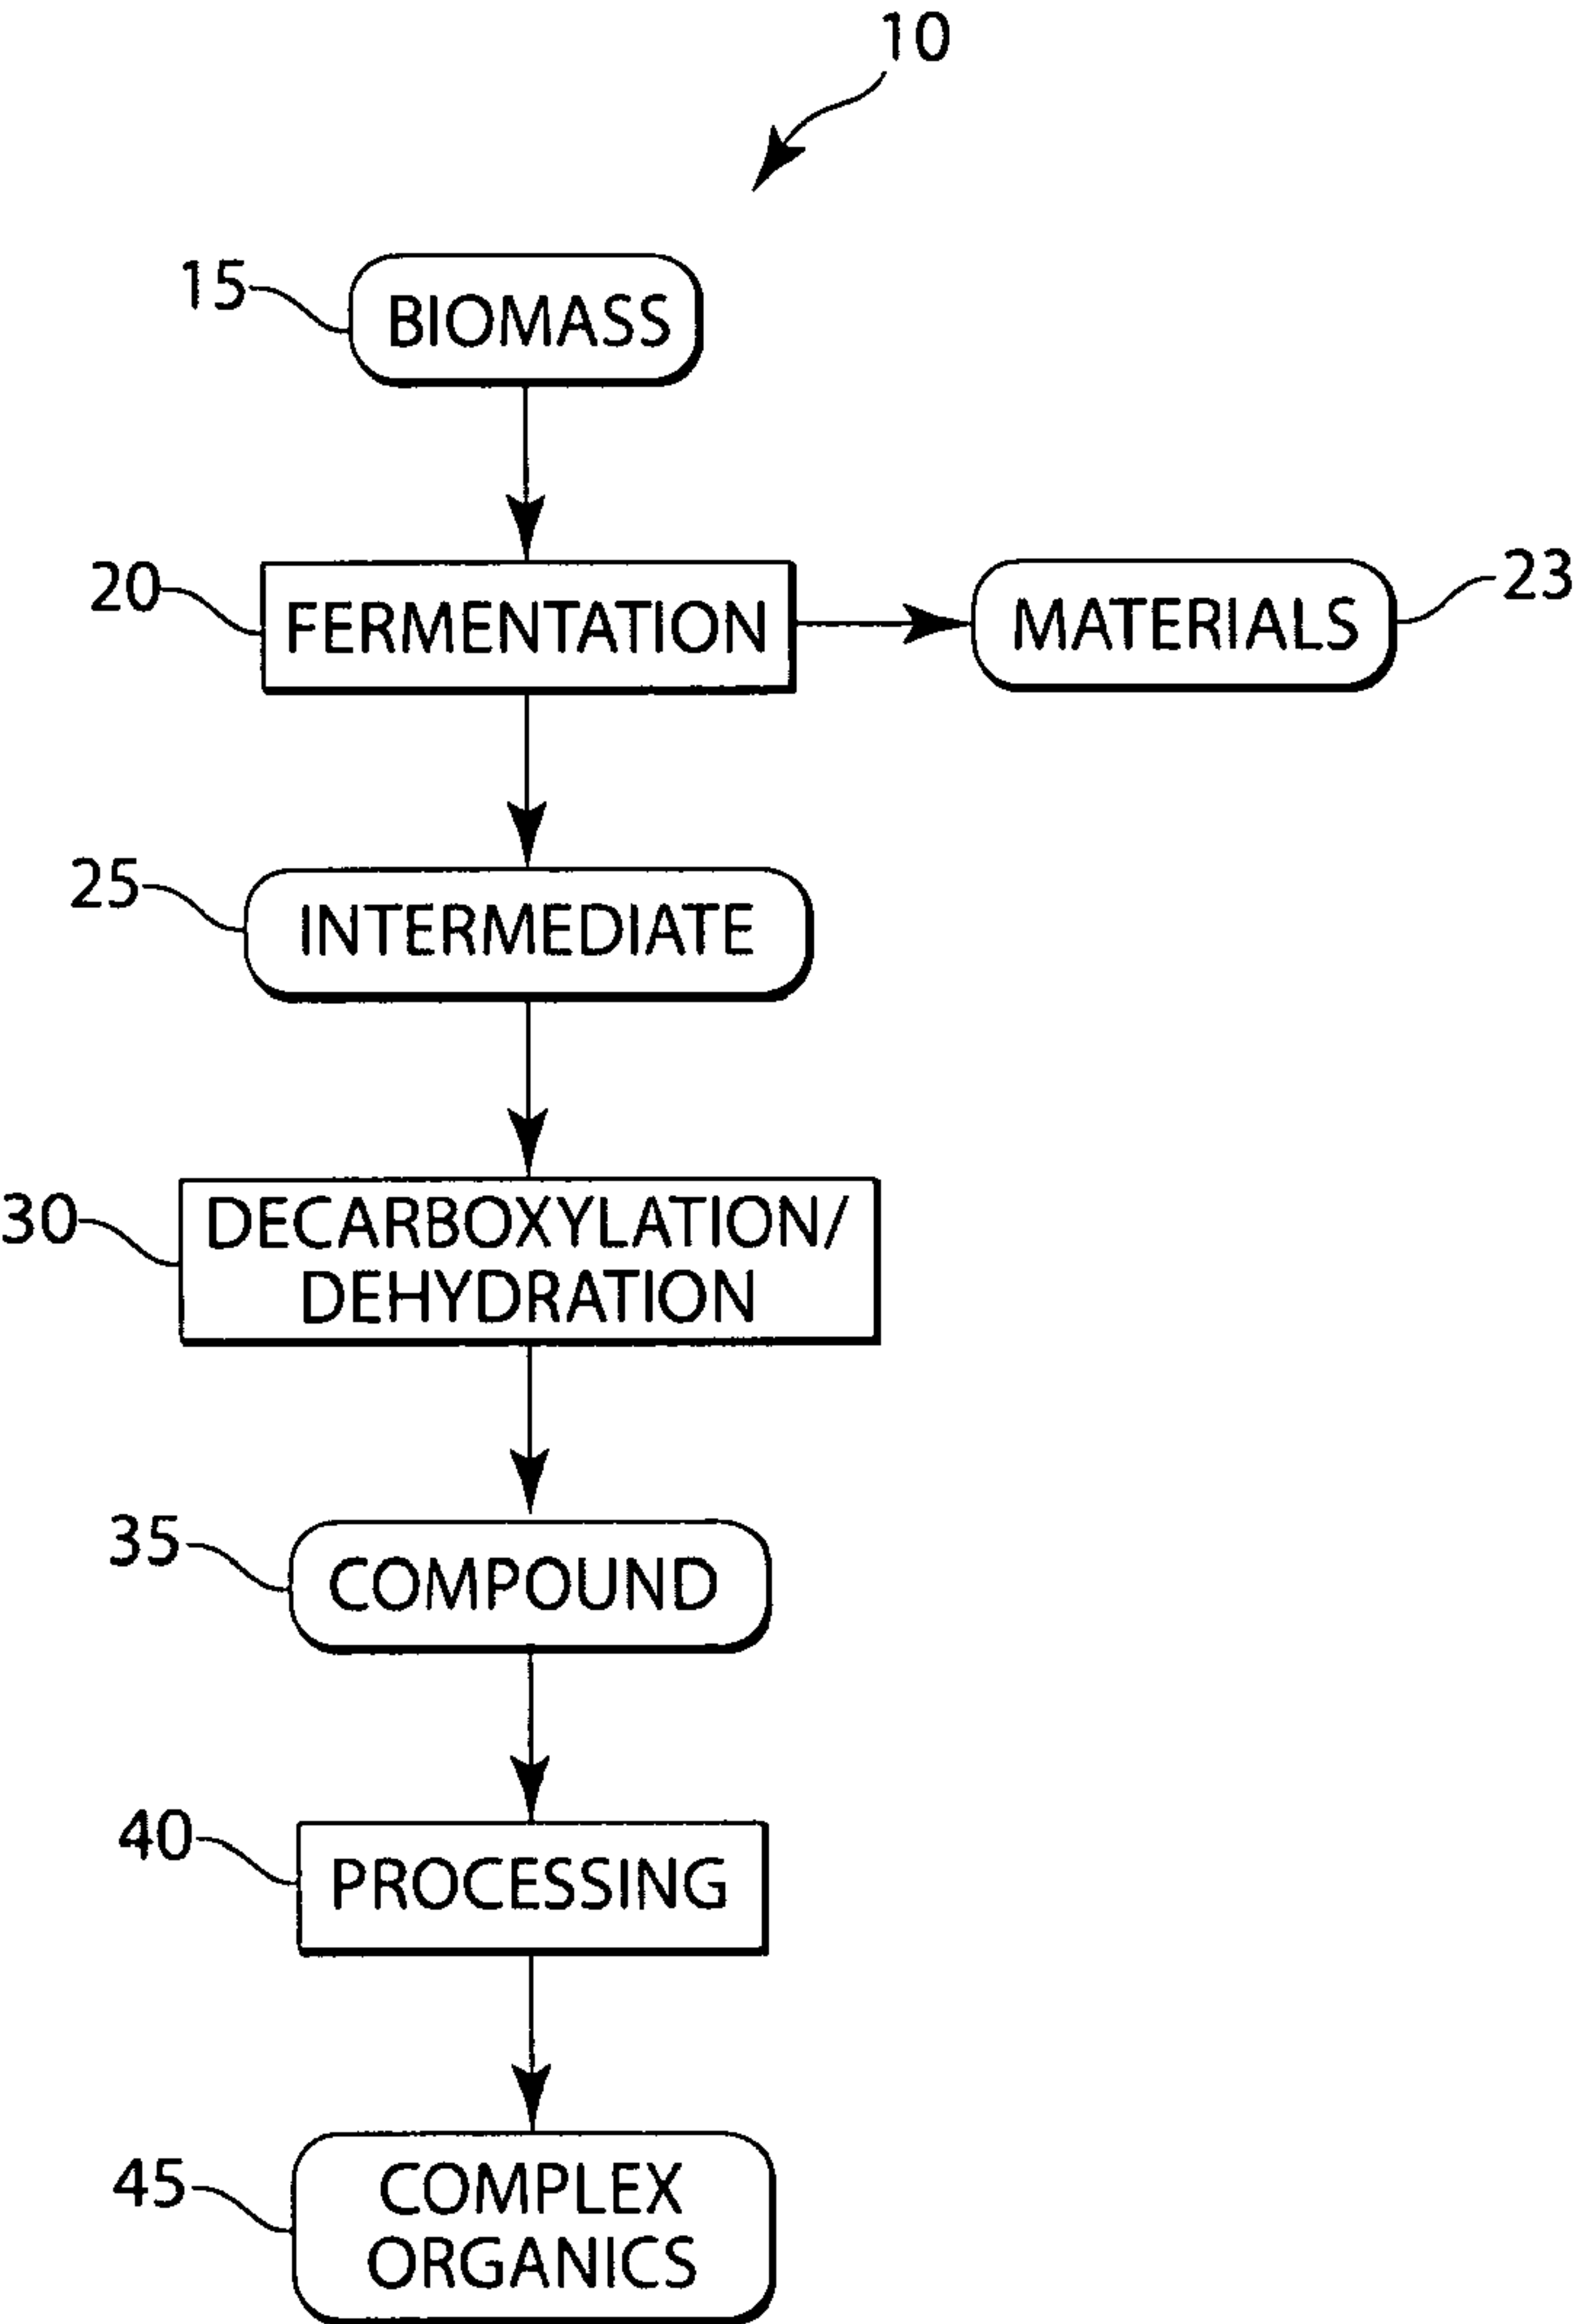 10
15
BIOMASS
20
FERMENTATION
MATERIALS
23
25
INTERMEDIATE
30
DECARBOXYLATION/
DEHYDRATION
35
COMPOUND
40
PROCESSING
45
COMPLEX
ORGANICS